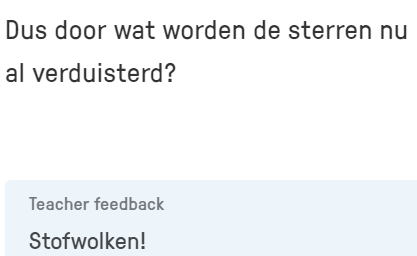 Dus door wat worden de sterren nu
al verduisterd?
Teacher feedback
Stofwolken!